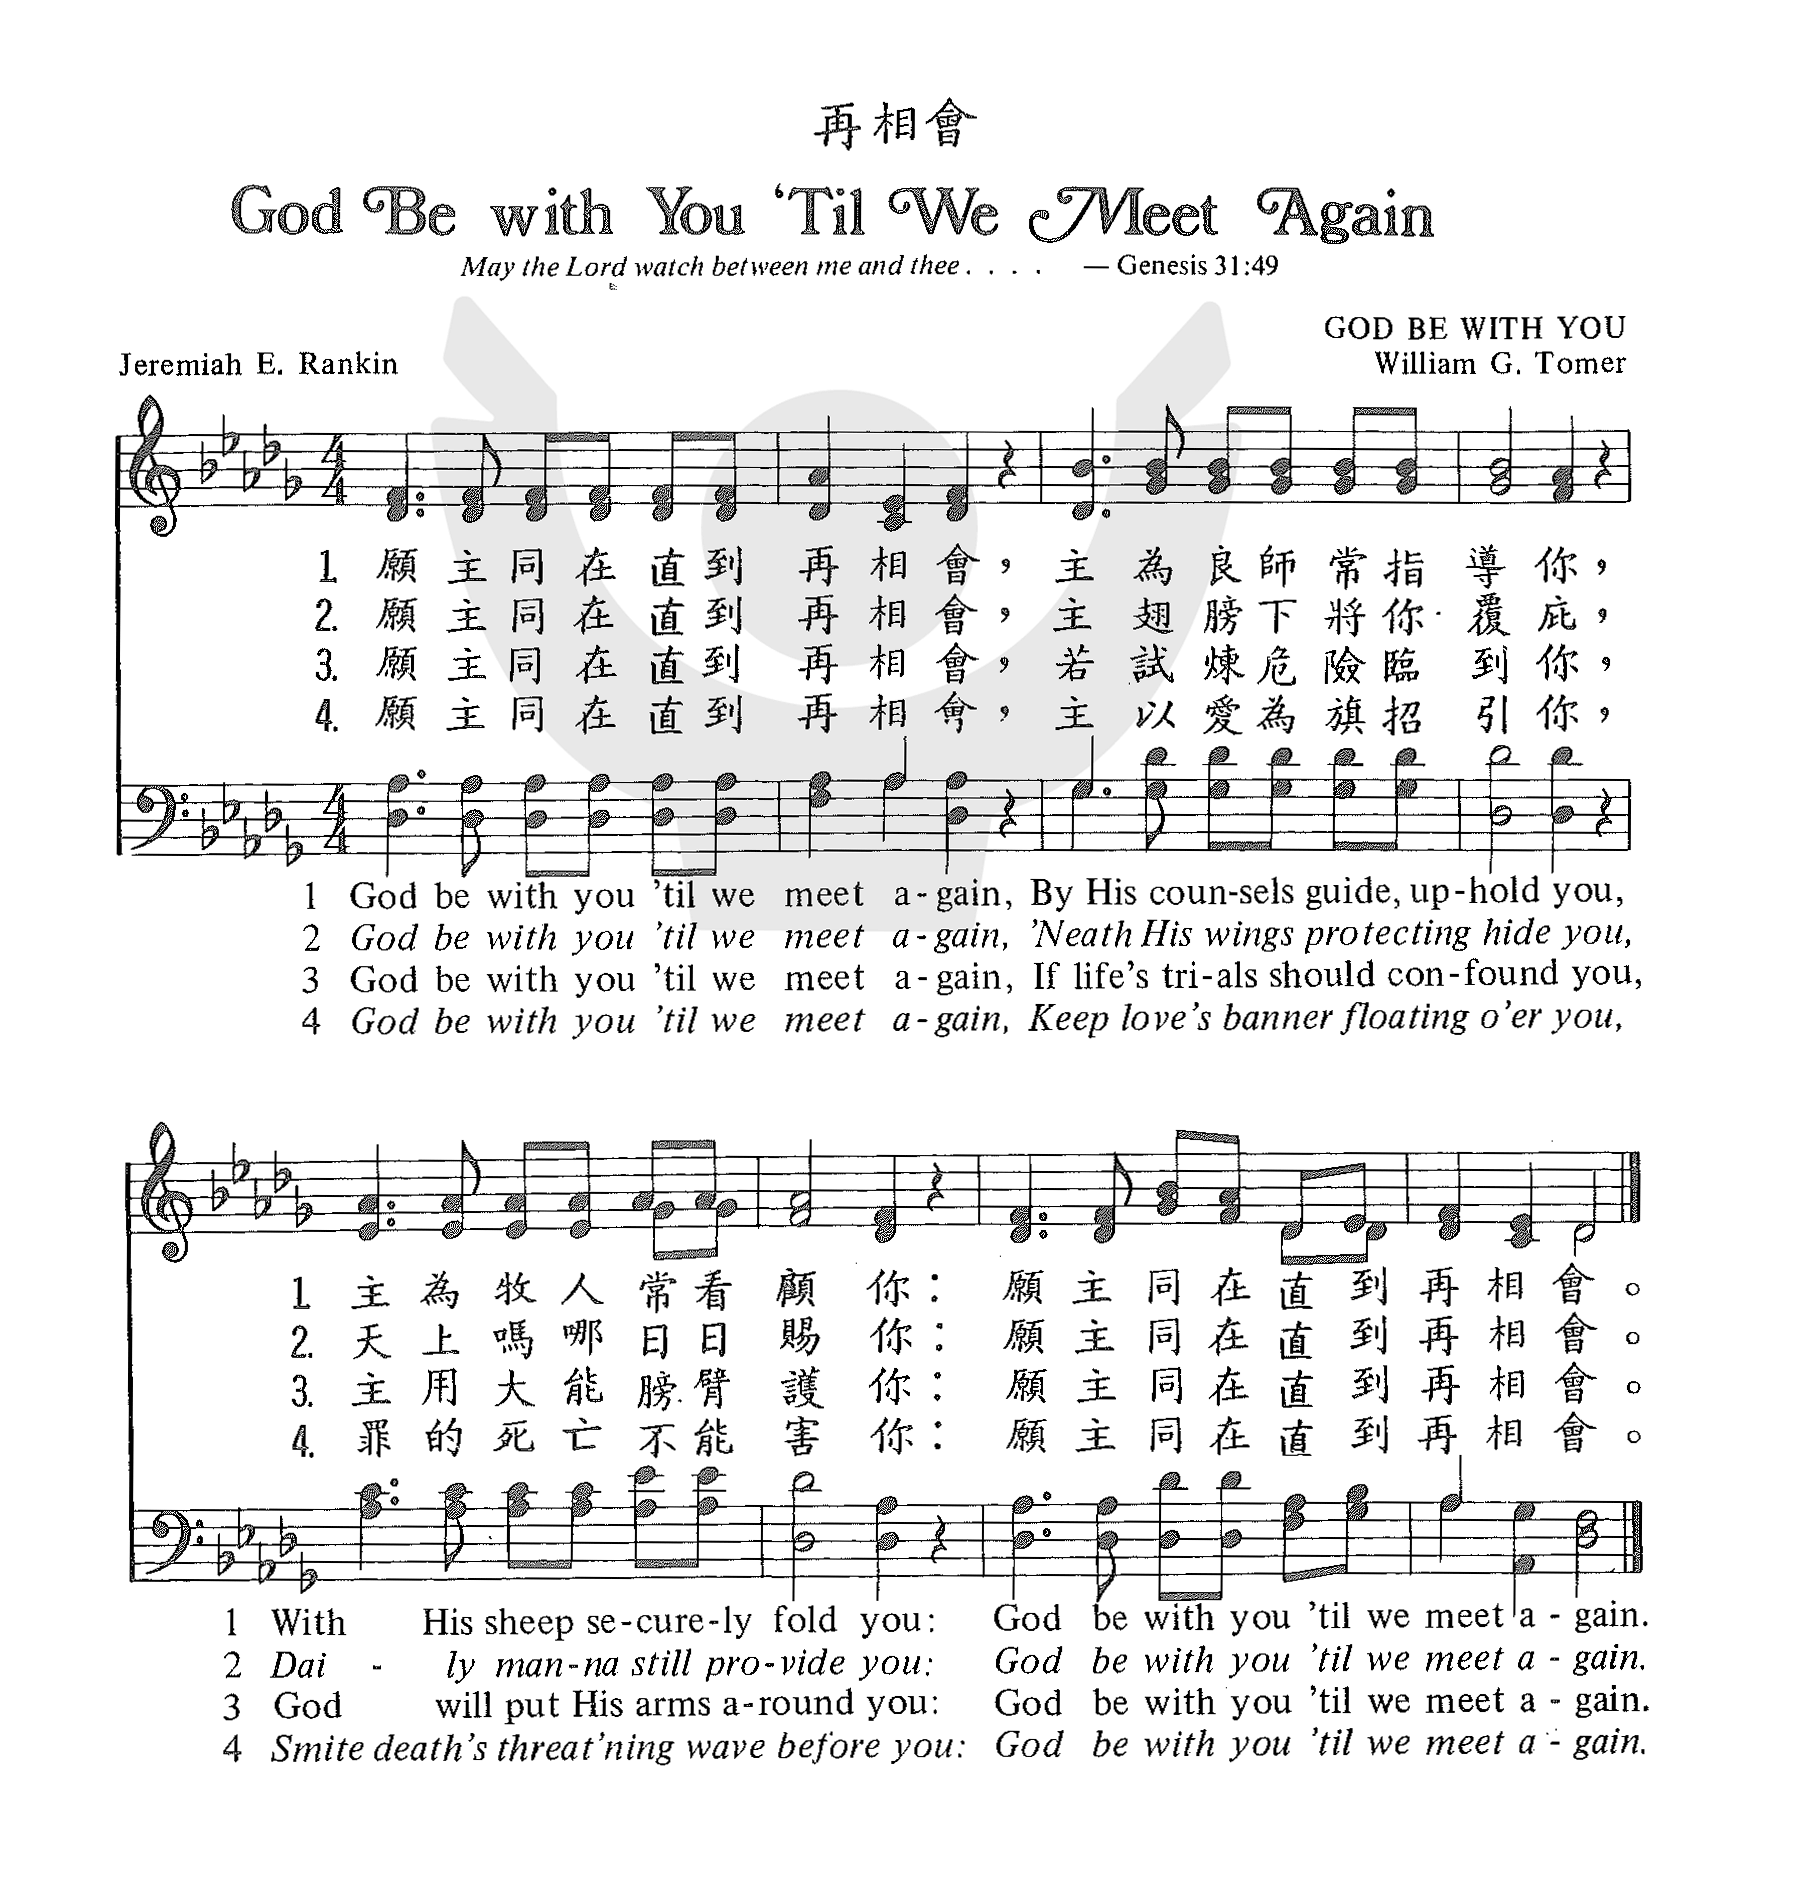 再相會
God Be with You ‘Til We Meet Again
May the Lord watch between me and thee . . . . — Genesis 31:49
GOD BE WITH YOU
Jeremiah E. Rankin William G. Tomer
1. 願主同在直到再相會，主為良師常指導你，
2. 願主同在直到再相會，主翅膀下將你覆庇，
3. 願主同在直到再相會，若試煉危險臨到你，
4. 願主同在直到再相會，主以愛為旗招引你，
1 God be with you ’til we meet a-gain, By His coun-sels guide, up-hold you,
2 God be with you ’til we meet a-gain, ’Neath His wings protecting hide you,
3 God be with you ’til we meet a-gain, If life’s tri-als should con-found you,
4 God be with you ’til we meet a-gain, Keep love’s banner floating o’er you,
1 主為牧人常看顧你：願主同在直到再相會。
2. 天上嗎哪日日賜你：願主同在直到再相會。
3. 主用大能膀臂護你：願主同在直到再相會。
4. 罪的死亡不能害你：願主同在直到再相會。
1 With His sheep se-cure-ly fold you: God be with you ’til we meet a - gain.
2 Dai - ly man-na still pro-vide you: God be with you ’til we meet a - gain.
3 God will put His arms a-round you: God be with you ’til we meet a - gain.
4 Smite death’s threat’ning wave before you: God be with you ’til we meet a - gain.